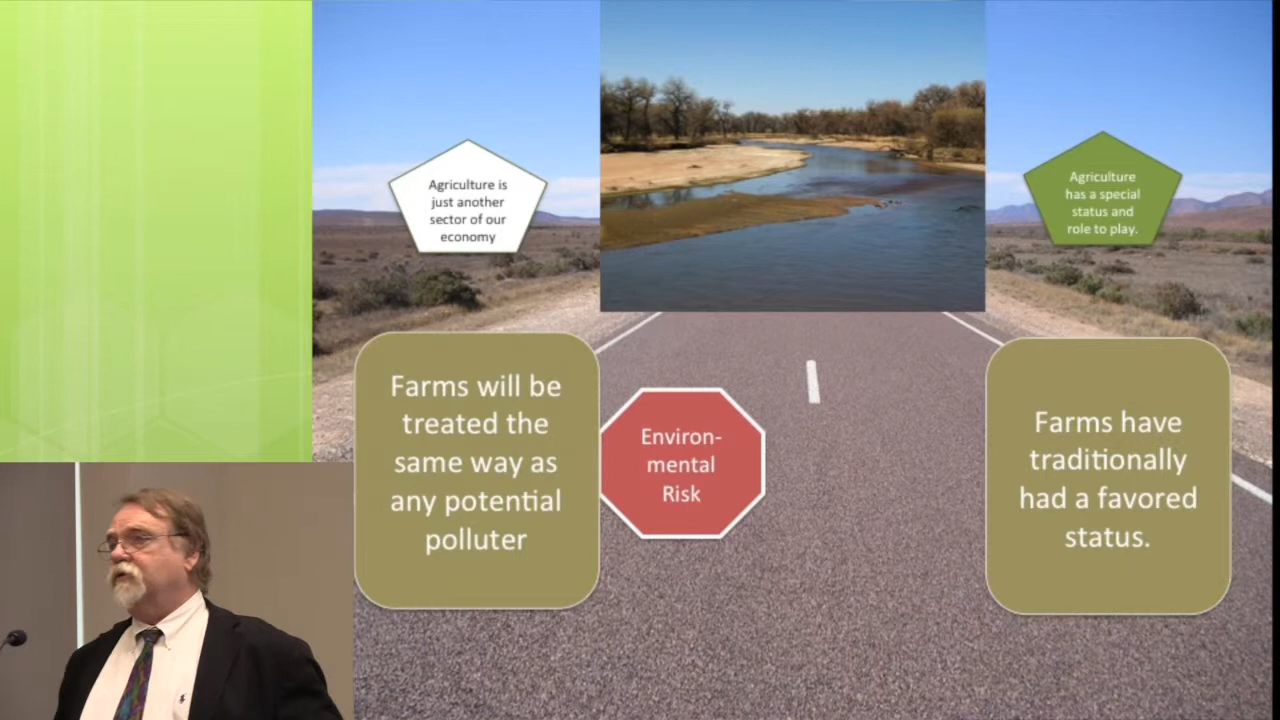 Agriculture is
just another
sector of our
economy
Agriculture
has a special
status and
role to play.
Farms will be
treated the
same way as
any potential
polluter
Environ-
mental
Risk
Farms have
traditionally
had a favored
status.